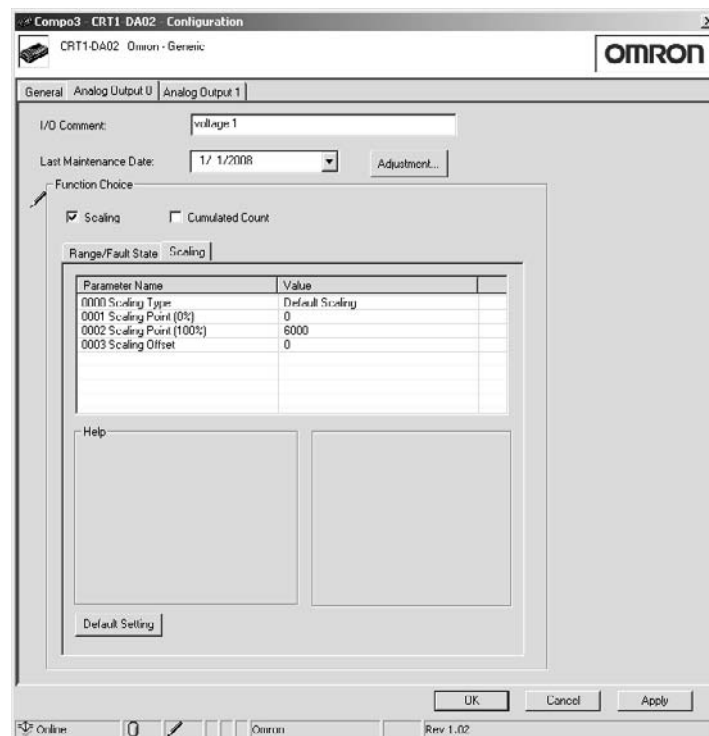 Compo3 - CRT1-DA02 - Configuration
CRT1-DA02 Omron - Generic
OMRON
General Analog Output 0 Analog Output 1
I/O Comment: voltage 1
Last Maintenance Date: 1/ 1/2008 Adjustment...
Function Choice
Scaling Cumulated Count
Range/Fault State Scaling
Parameter Name Value
0000 Scaling Type Default Scaling
0001 Scaling Point (0%) 0
0002 Scaling Point (100%) 6000
0003 Scaling Offset 0
Help
Default Setting
OK Cancel Apply
Online Omron Rev 1.02